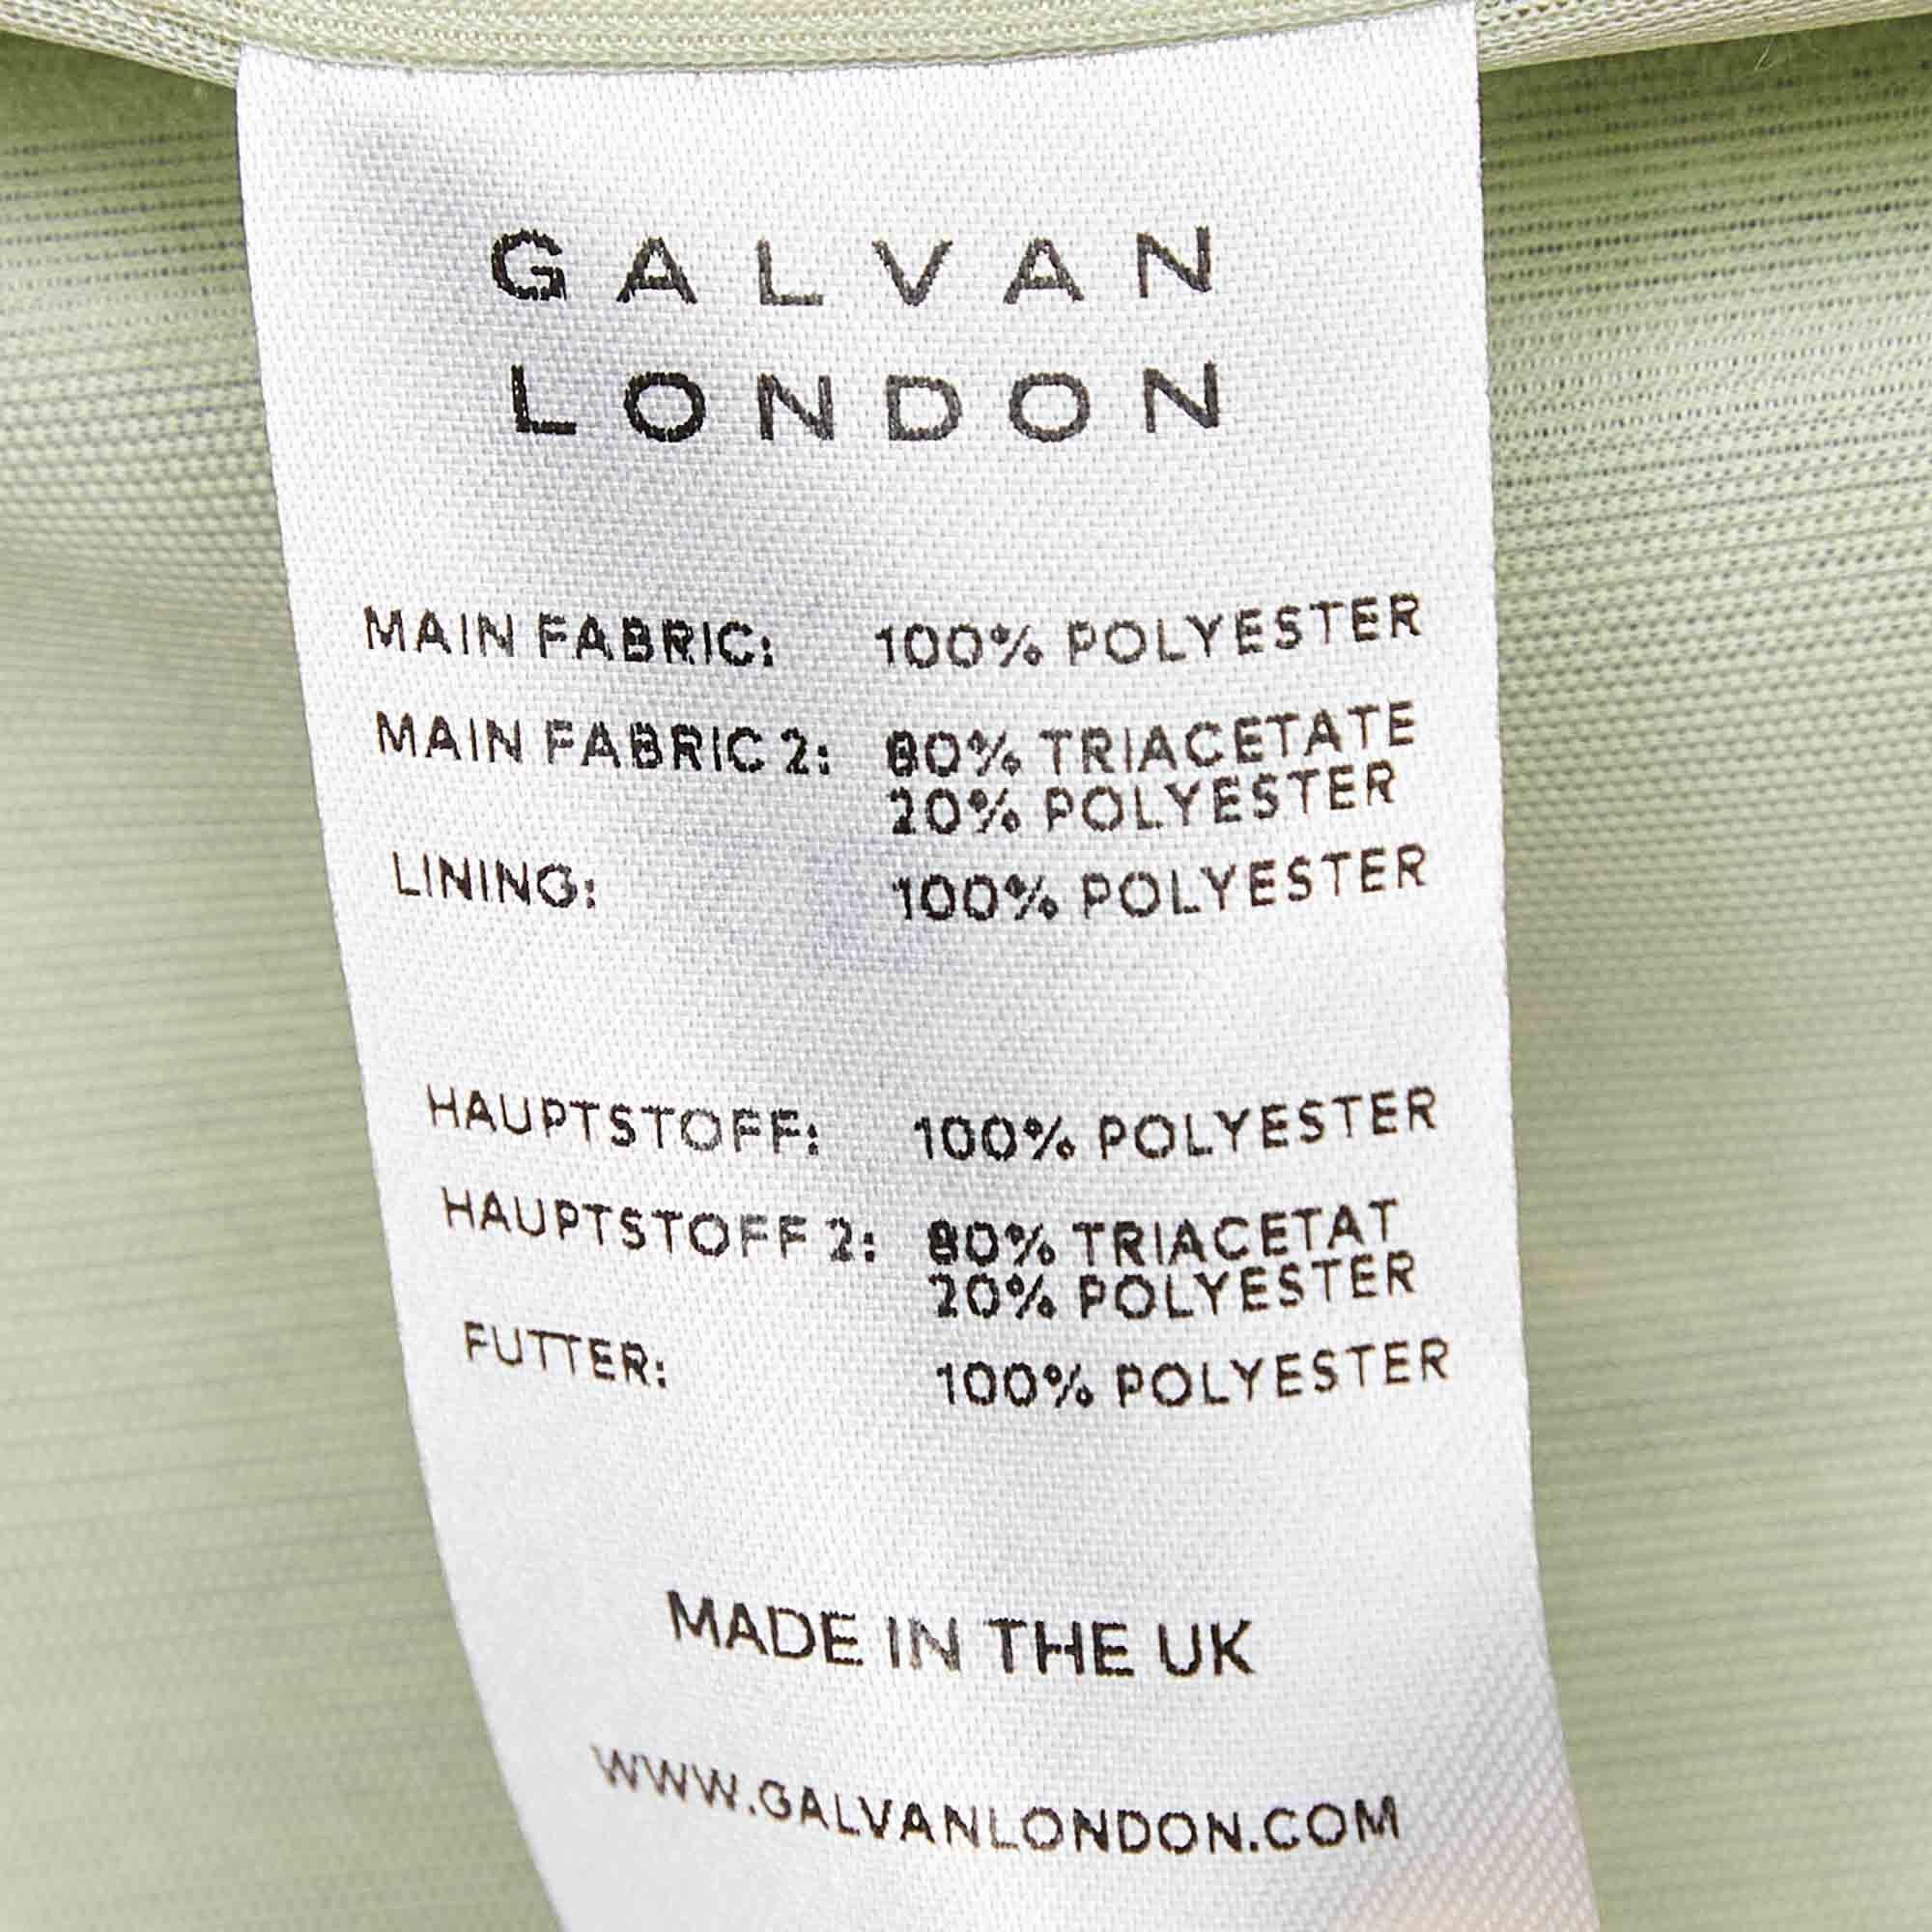 GALVAN
LONDON
MAIN FABRIC: 100% POLYESTER
MAIN FABRIC 2: 80% TRIACETATE
20% POLYESTER
LINING: 100% POLYESTER
HAUPTSTOFF: 100% POLYESTER
HAUPTSTOFF 2: 80% TRIACETAT
20% POLYESTER
FUTTER: 100% POLYESTER
MADE IN THE UK
WWW.GALVANLONDON.COM